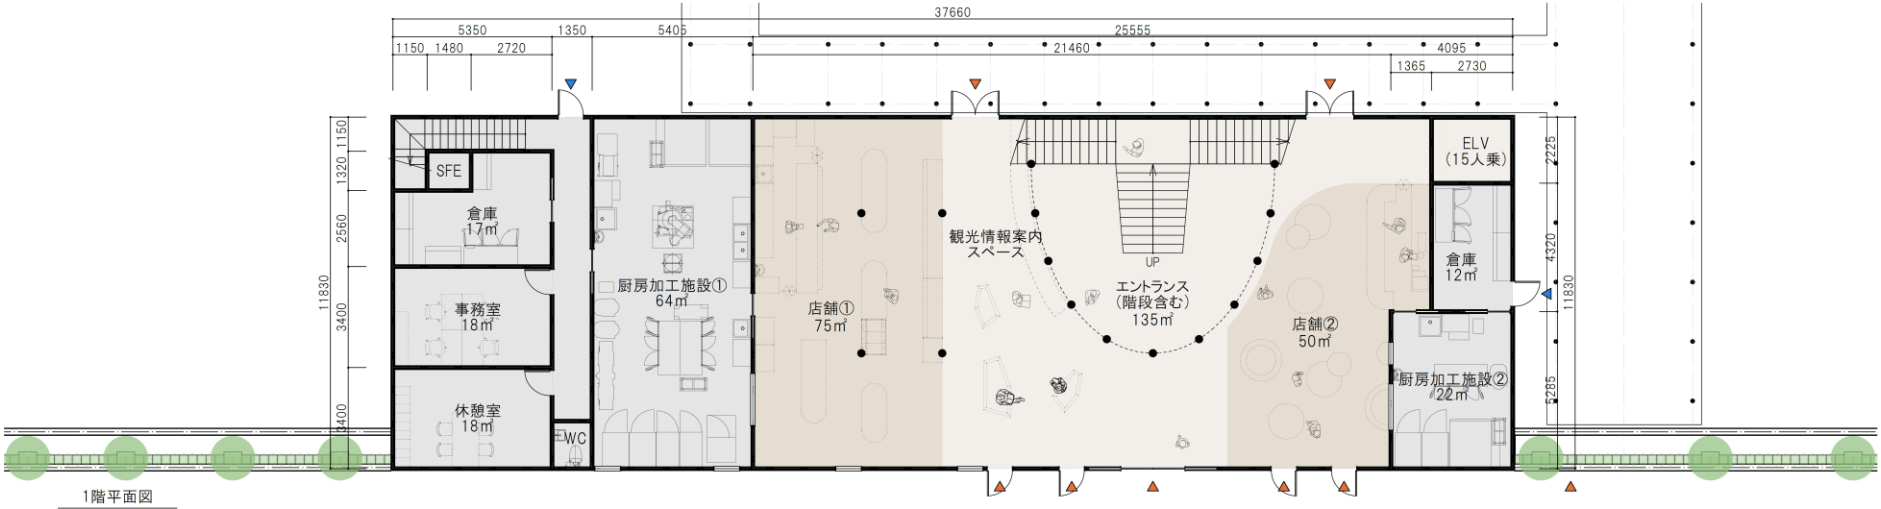 37660
5350
1350
5405
25555
1150
1480
2720
21460
4095
1365
2730
11830
1150
1320
2560
3400
3400
2225
4320
5285
11830
SFE
倉庫
17㎡
事務室
18㎡
休憩室
18㎡
WC
厨房加工施設①
64㎡
店舗①
75㎡
観光情報案内
スペース
UP
エントランス
(階段含む)
135㎡
店舗②
50㎡
ELV
(15人乗)
倉庫
12㎡
厨房加工施設②
22㎡
1階平面図